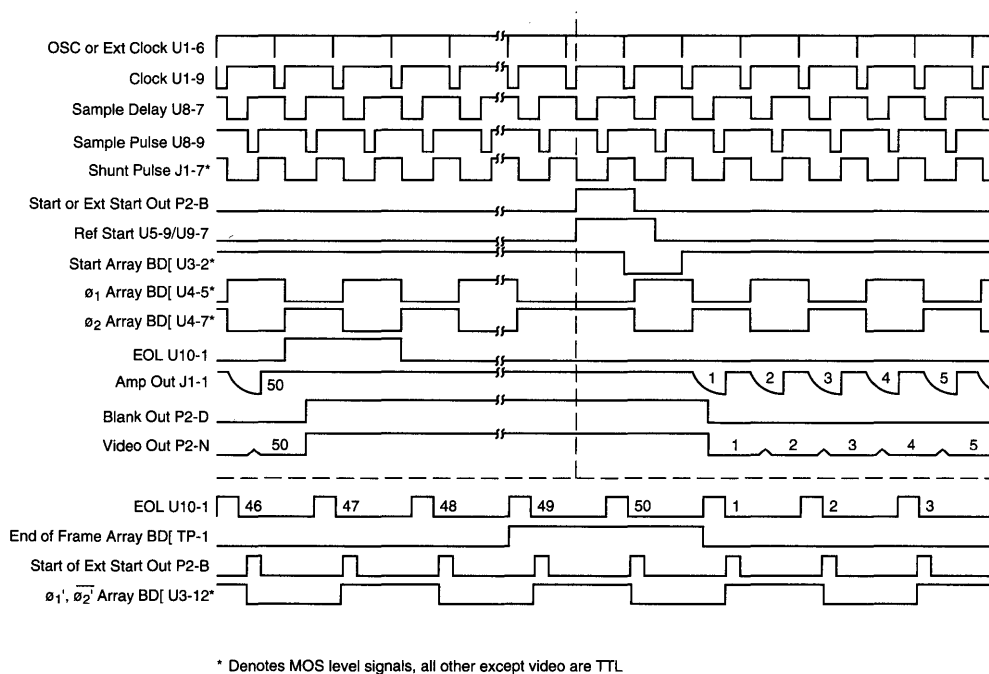 OSC or Ext Clock U1-6
Clock U1-9
Sample Delay U8-7
Sample Pulse U8-9
Shunt Pulse J1-7*
Start or Ext Start Out P2-B
Ref Start U5-9/U9-7
Start Array BD[ U3-2*
ø1 Array BD[ U4-5*
ø2 Array BD[ U4-7*
EOL U10-1
Amp Out J1-1 50 1 2 3 4 5
Blank Out P2-D
Video Out P2-N 50 1 2 3 4 5
EOL U10-1 46 47 48 49 50 1 2 3
End of Frame Array BD[ TP-1
Start of Ext Start Out P2-B
ø1', ø2' Array BD[ U3-12*
* Denotes MOS level signals, all other except video are TTL